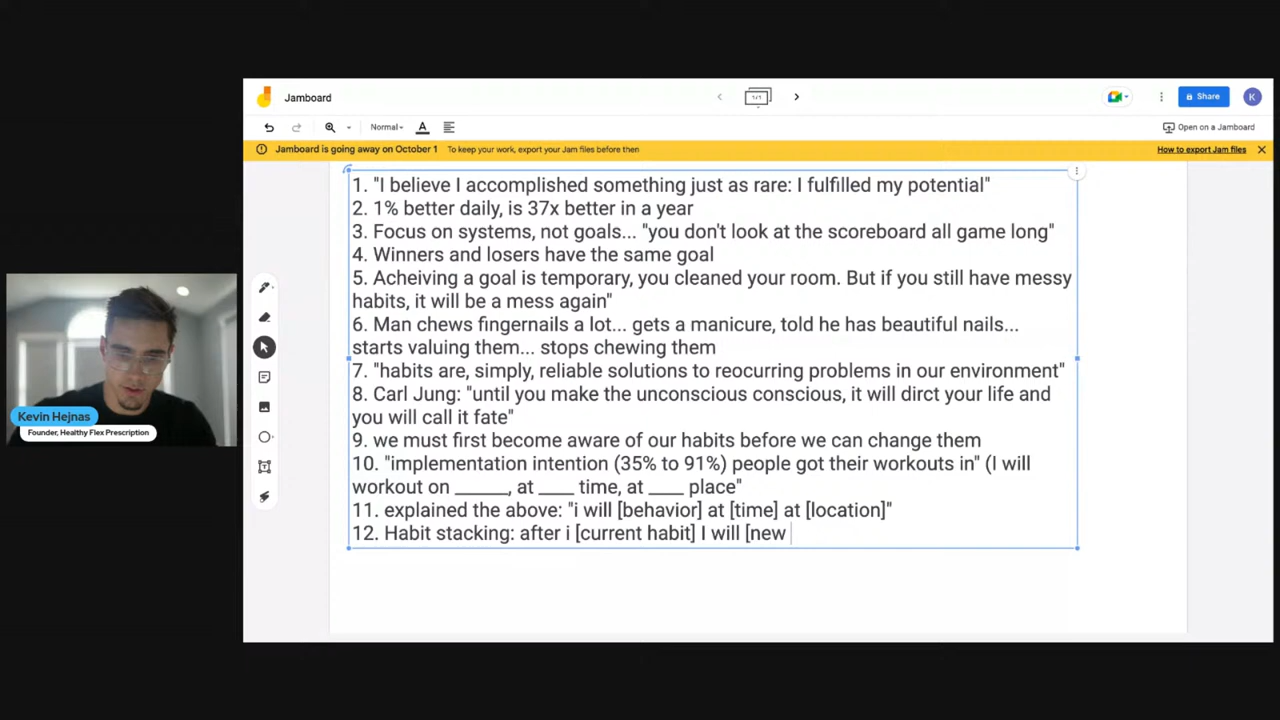 Jamboard
1/1
Share
K
Normal
Open on a Jamboard
Jamboard is going away on October 1 To keep your work, export your Jam files before then
How to export Jam files
1. "I believe I accomplished something just as rare: I fulfilled my potential"
2. 1% better daily, is 37x better in a year
3. Focus on systems, not goals... "you don't look at the scoreboard all game long"
4. Winners and losers have the same goal
5. Acheiving a goal is temporary, you cleaned your room. But if you still have messy
habits, it will be a mess again"
6. Man chews fingernails a lot... gets a manicure, told he has beautiful nails...
starts valuing them... stops chewing them
7. "habits are, simply, reliable solutions to reocurring problems in our environment"
8. Carl Jung: "until you make the unconscious conscious, it will dirct your life and
you will call it fate"
9. we must first become aware of our habits before we can change them
10. "implementation intention (35% to 91%) people got their workouts in" (I will
workout on ______, at ____ time, at ____ place"
11. explained the above: "i will [behavior] at [time] at [location]"
12. Habit stacking: after i [current habit] I will [new
Kevin Hejnas
Founder, Healthy Flex Prescription